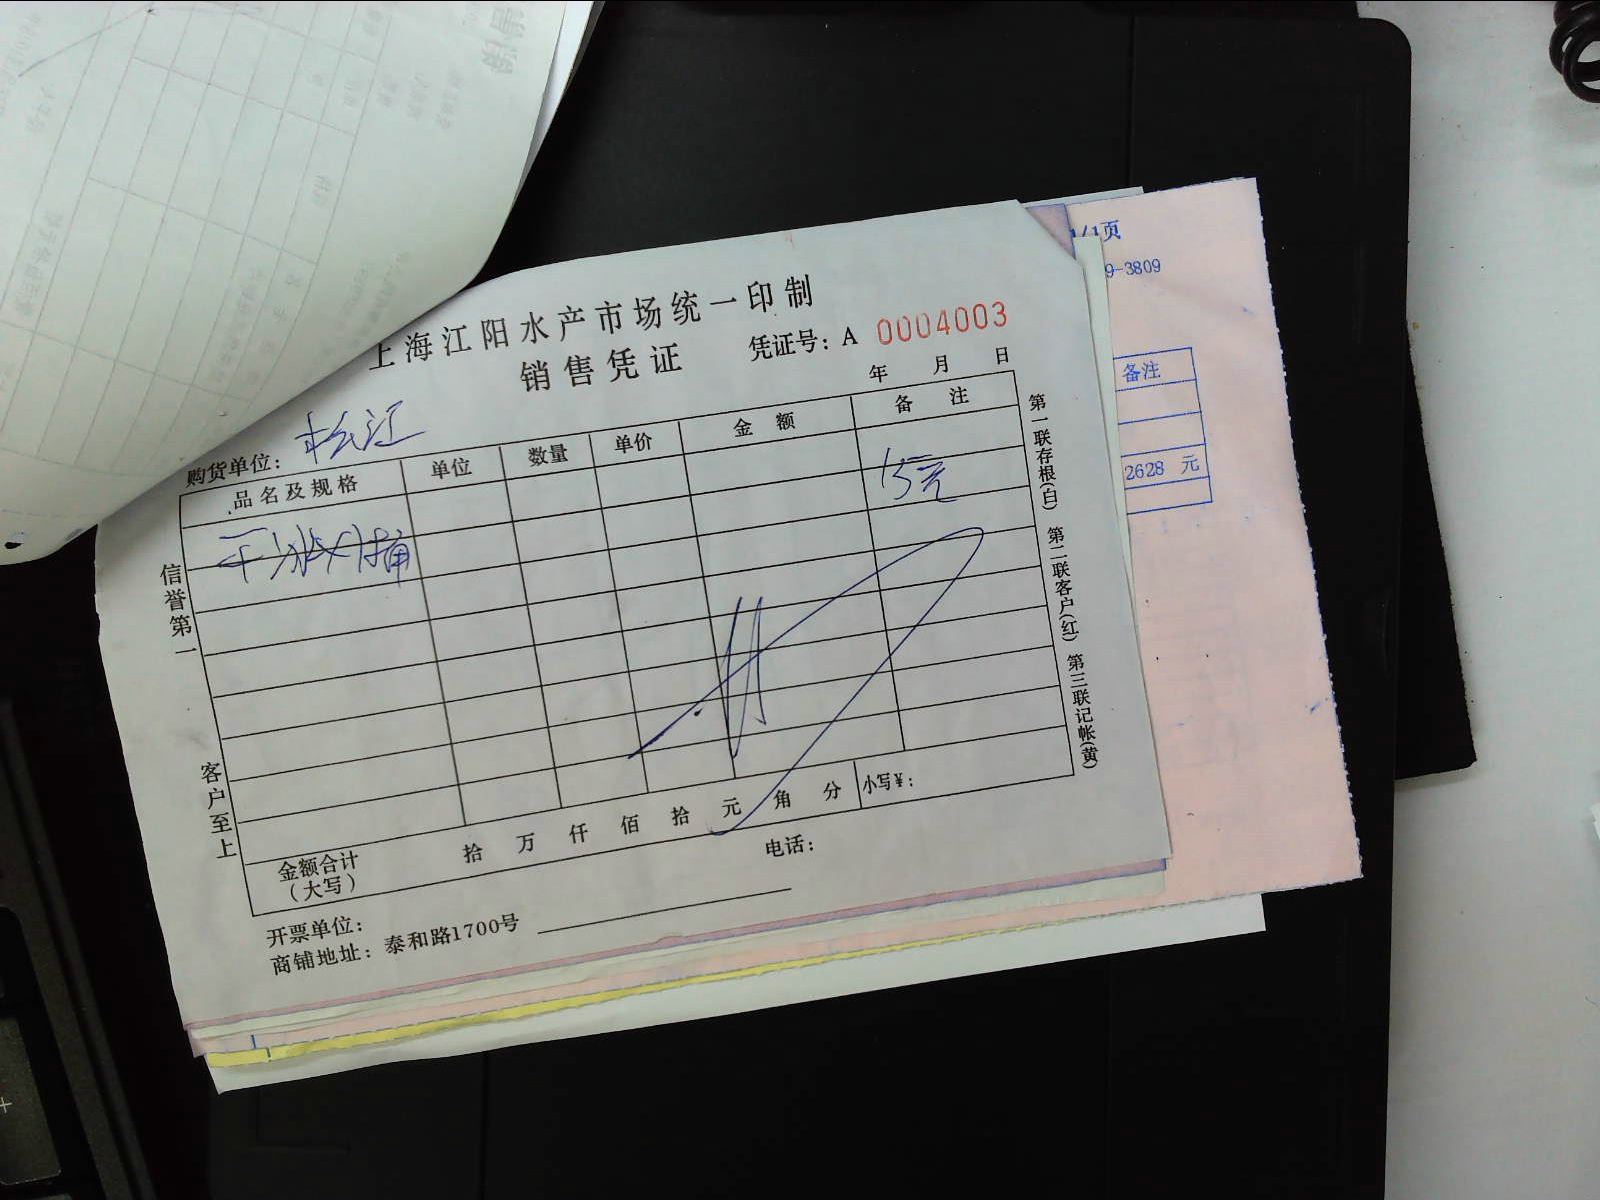 上海江阳水产市场统一印制
销售凭证
凭证号：A 0004003
年 月 日
购货单位：松江
品名及规格 单位 数量 单价 金额 备注
15元
干冰
信誉第一
客户至上
第一联存根(白) 第二联客户(红) 第三联记帐(黄)
金额合计（大写） 拾 万 仟 佰 拾 元 角 分 小写¥：
开票单位： 电话：
商铺地址：泰和路1700号
1/1页
9-3809
备注
2628 元